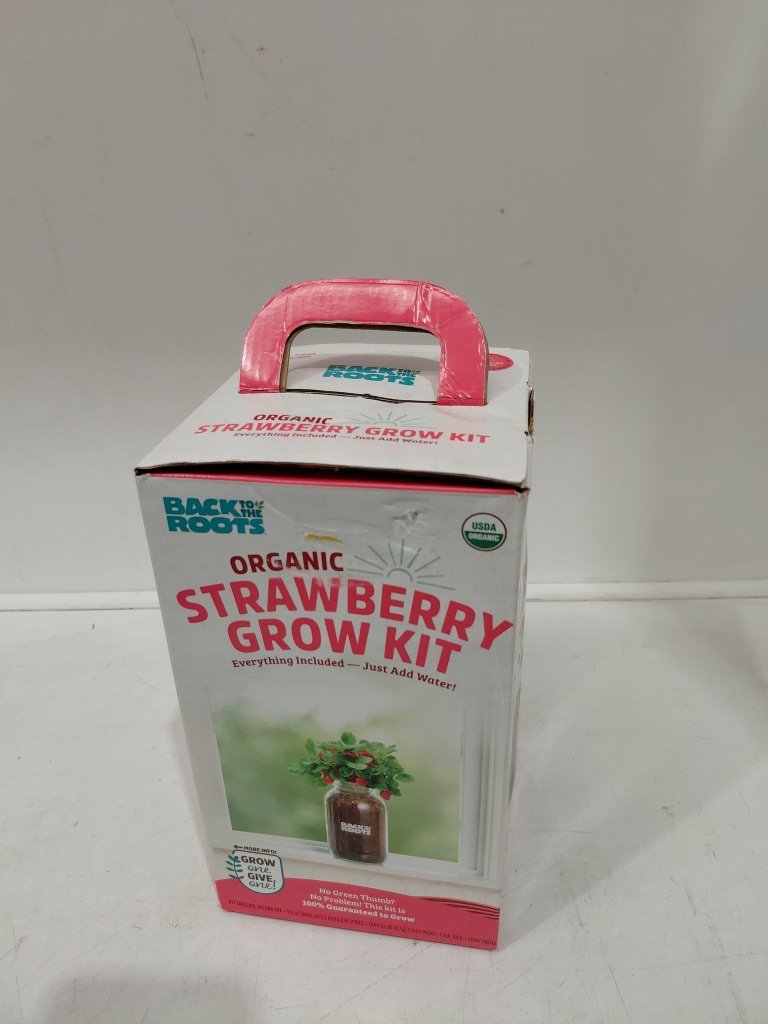 BACK TO THE
ROOTS
ORGANIC
STRAWBERRY GROW KIT
Everything Included — Just Add Water!
BACK TO THE
ROOTS
USDA
ORGANIC
ORGANIC
STRAWBERRY
GROW KIT
Everything Included — Just Add Water!
BACK TO THE
ROOTS
MORE INFO!
GROW
one
GIVE
one!
No Green Thumb?
No Problem! This kit is
100% Guaranteed to Grow